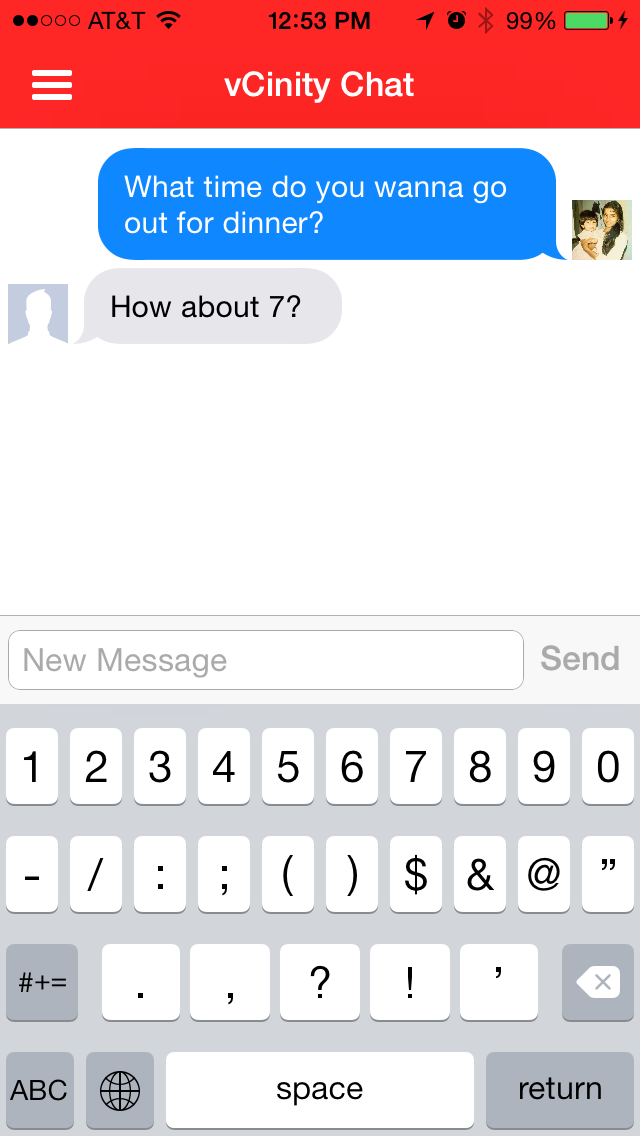 AT&T 12:53 PM 99%
vCinity Chat
What time do you wanna go
out for dinner?
How about 7?
New Message Send
1 2 3 4 5 6 7 8 9 0
- / : ; ( ) $ & @ ”
#+= . , ? ! ’
ABC space return